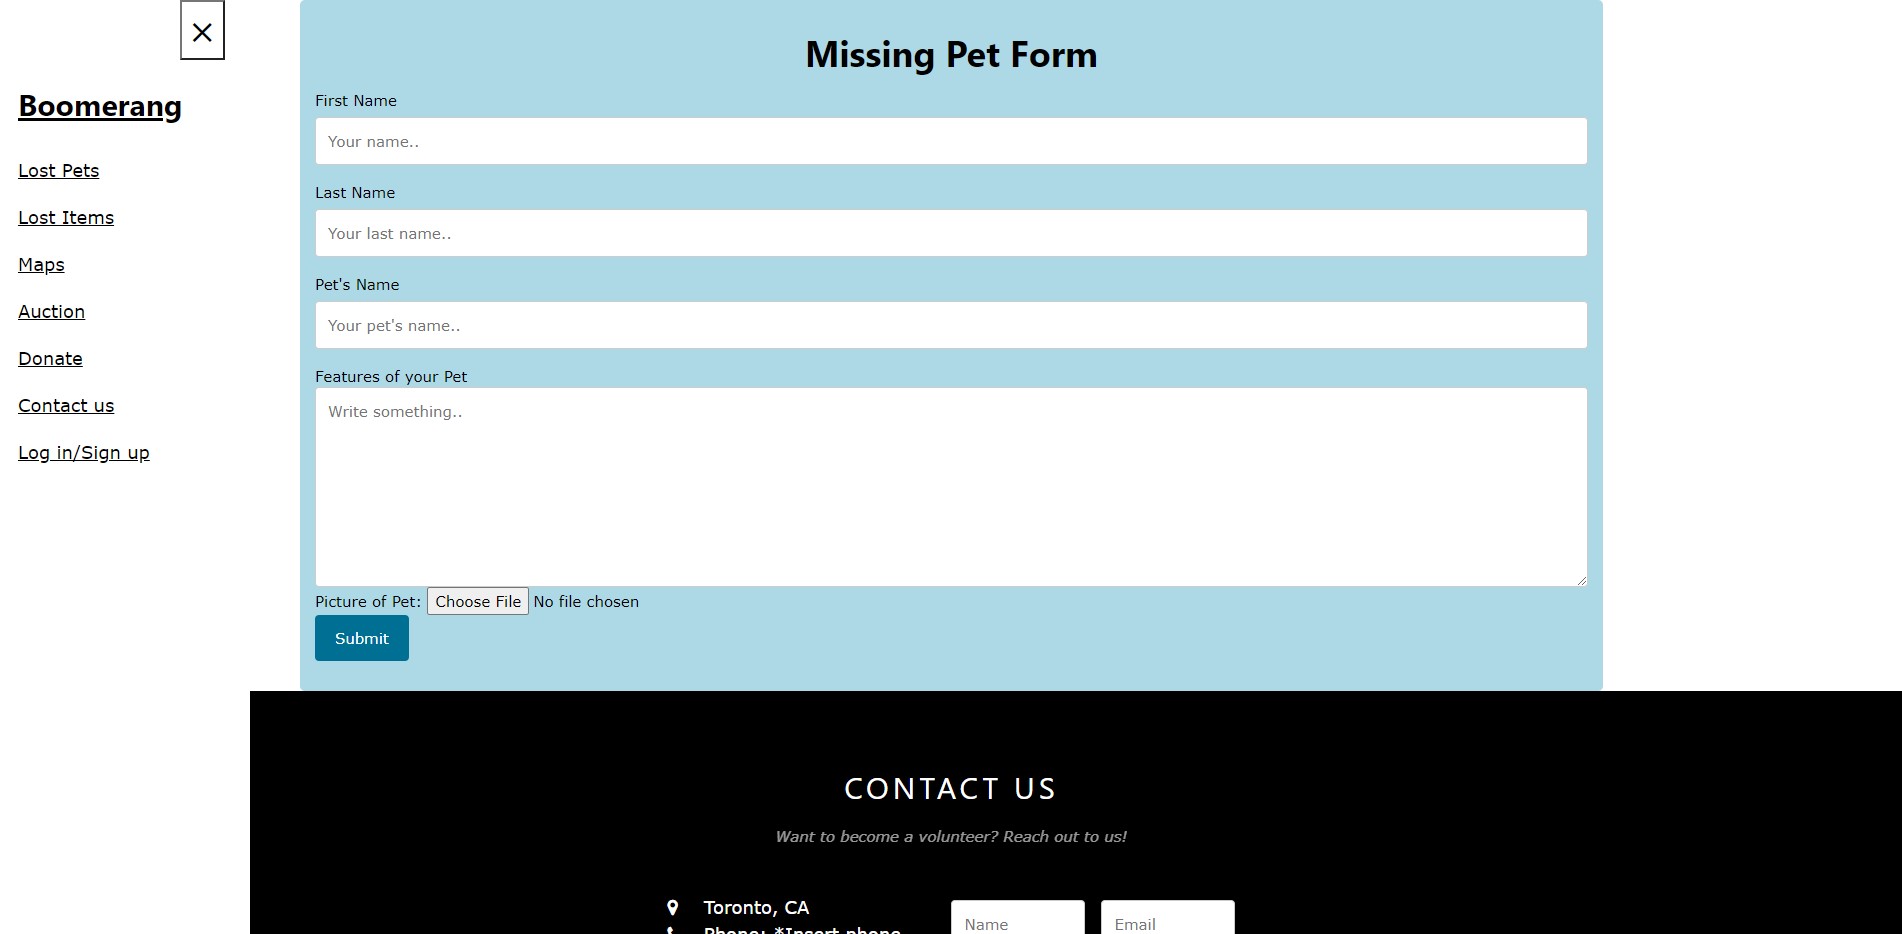 Boomerang
Lost Pets
Lost Items
Maps
Auction
Donate
Contact us
Log in/Sign up
Missing Pet Form
First Name
Your name..
Last Name
Your last name..
Pet's Name
Your pet's name..
Features of your Pet
Write something..
Picture of Pet: Choose File No file chosen
Submit
CONTACT US
Want to become a volunteer? Reach out to us!
Toronto, CA
Phone: *Insert phone
Name
Email